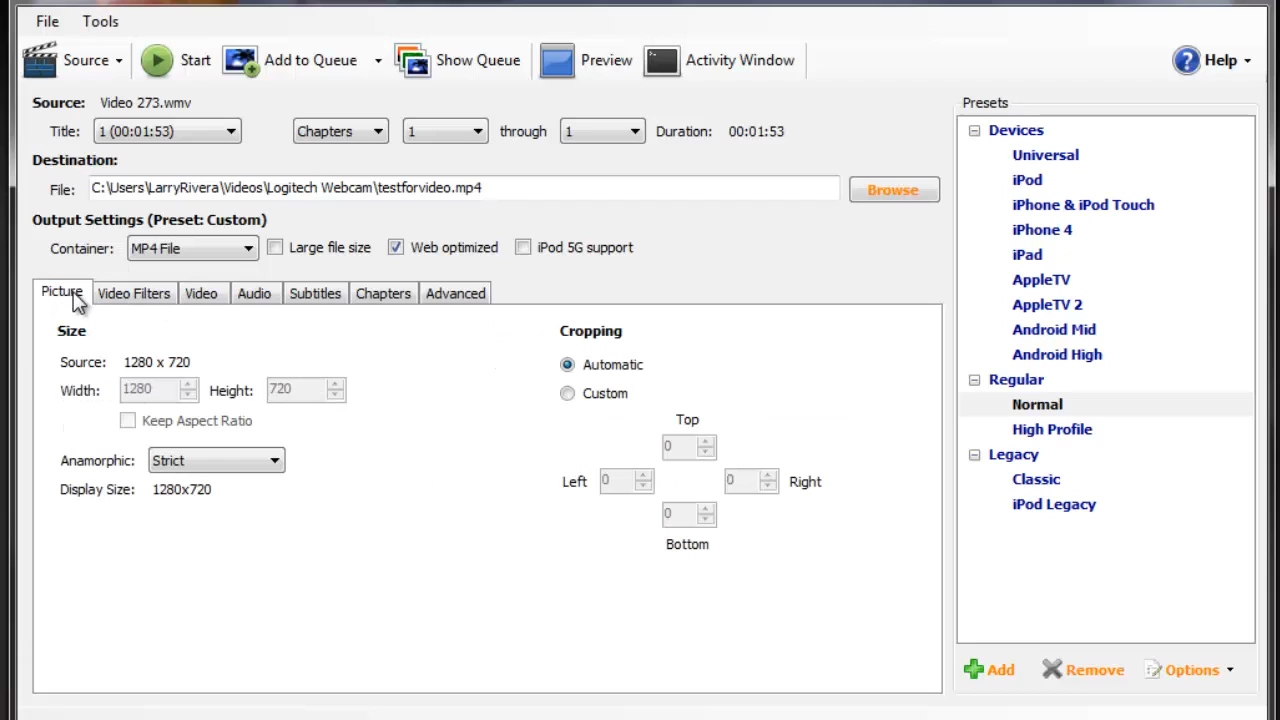 File Tools
Source Start Add to Queue Show Queue Preview Activity Window Help
Source: Video 273.wmv
Title: 1 (00:01:53) Chapters 1 through 1 Duration: 00:01:53
Destination:
File: C:\Users\LarryRivera\Videos\Logitech Webcam\testforvideo.mp4 Browse
Output Settings (Preset: Custom)
Container: MP4 File Large file size Web optimized iPod 5G support
Picture Video Filters Video Audio Subtitles Chapters Advanced
Size
Source: 1280 x 720
Width: 1280 Height: 720
Keep Aspect Ratio
Anamorphic: Strict
Display Size: 1280x720
Cropping
Automatic
Custom
Top
0
Left 0 0 Right
0
Bottom
Presets
Devices
Universal
iPod
iPhone & iPod Touch
iPhone 4
iPad
AppleTV
AppleTV 2
Android Mid
Android High
Regular
Normal
High Profile
Legacy
Classic
iPod Legacy
Add Remove Options